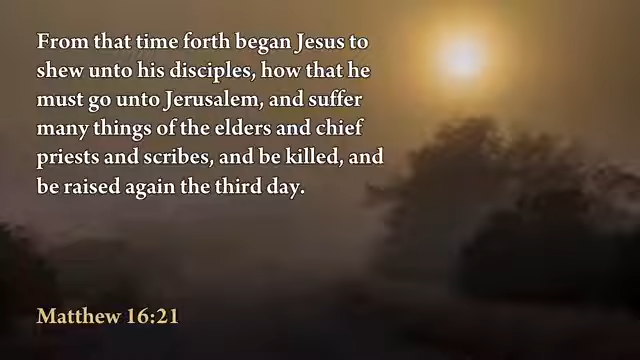 From that time forth began Jesus to
shew unto his disciples, how that he
must go unto Jerusalem, and suffer
many things of the elders and chief
priests and scribes, and be killed, and
be raised again the third day.
Matthew 16:21